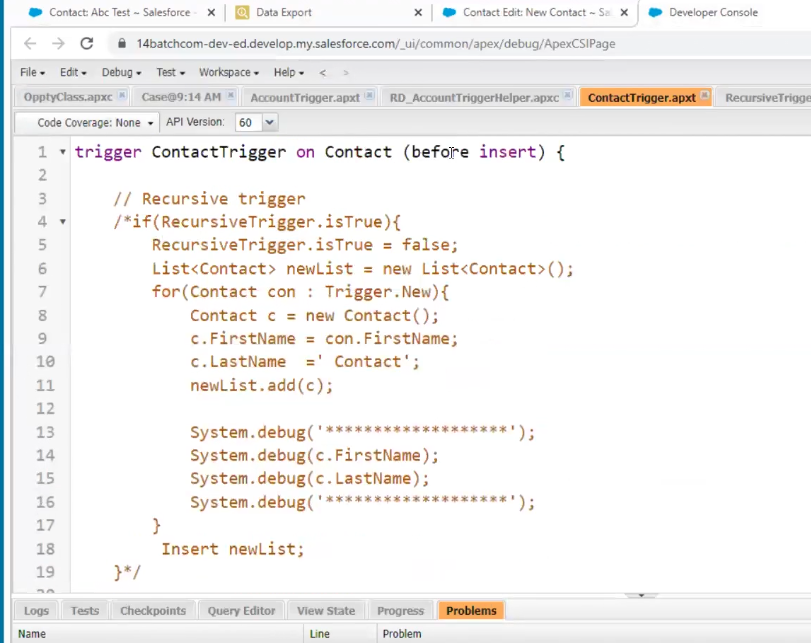 Contact: Abc Test ~ Salesforce -
Data Export
Contact Edit: New Contact ~ Sa
Developer Console
14batchcom-dev-ed.develop.my.salesforce.com/_ui/common/apex/debug/ApexCSIPage
File Edit Debug Test Workspace Help < >
OpptyClass.apxc Case@9:14 AM AccountTrigger.apxt RD_AccountTriggerHelper.apxc ContactTrigger.apxt RecursiveTrigge
Code Coverage: None API Version: 60
1 trigger ContactTrigger on Contact (before insert) {
2
3 // Recursive trigger
4 /*if(RecursiveTrigger.isTrue){
5 RecursiveTrigger.isTrue = false;
6 List<Contact> newList = new List<Contact>();
7 for(Contact con : Trigger.New){
8 Contact c = new Contact();
9 c.FirstName = con.FirstName;
10 c.LastName =' Contact';
11 newList.add(c);
12
13 System.debug('*******************');
14 System.debug(c.FirstName);
15 System.debug(c.LastName);
16 System.debug('*******************');
17 }
18 Insert newList;
19 }*/
Logs Tests Checkpoints Query Editor View State Progress Problems
Name Line Problem